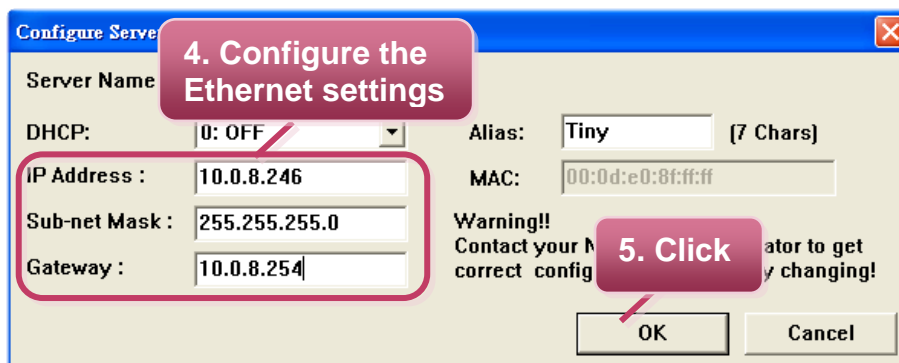 Configure Serve
4. Configure the
Ethernet settings
Server Name
DHCP: 0: OFF Alias: Tiny (7 Chars)
IP Address : 10.0.8.246 MAC: 00:0d:e0:8f:ff:ff
Sub-net Mask : 255.255.255.0 Warning!!
Contact your N ator to get
Gateway : 10.0.8.254 correct config y changing!
5. Click
OK Cancel